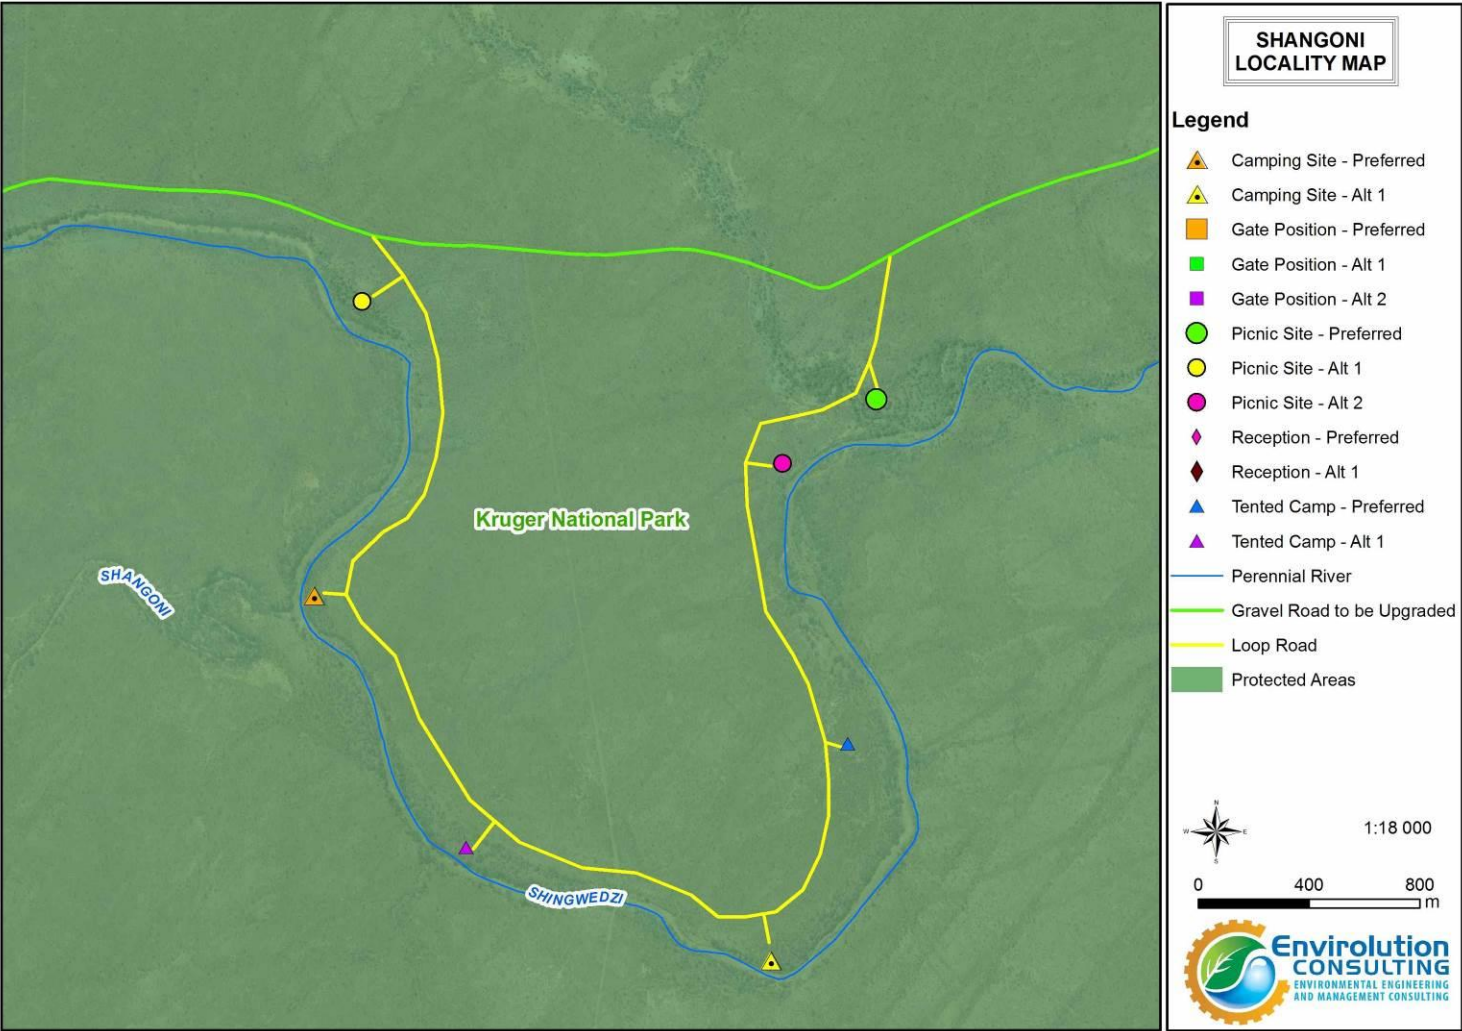 SHANGONI
LOCALITY MAP
Legend
Camping Site - Preferred
Camping Site - Alt 1
Gate Position - Preferred
Gate Position - Alt 1
Gate Position - Alt 2
Picnic Site - Preferred
Picnic Site - Alt 1
Picnic Site - Alt 2
Reception - Preferred
Reception - Alt 1
Tented Camp - Preferred
Tented Camp - Alt 1
Perennial River
Gravel Road to be Upgraded
Loop Road
Protected Areas
N
W E
S
1:18 000
0 400 800
m
Envirolution
CONSULTING
ENVIRONMENTAL ENGINEERING
AND MANAGEMENT CONSULTING
Kruger National Park
SHANGONI
SHINGWEDZI